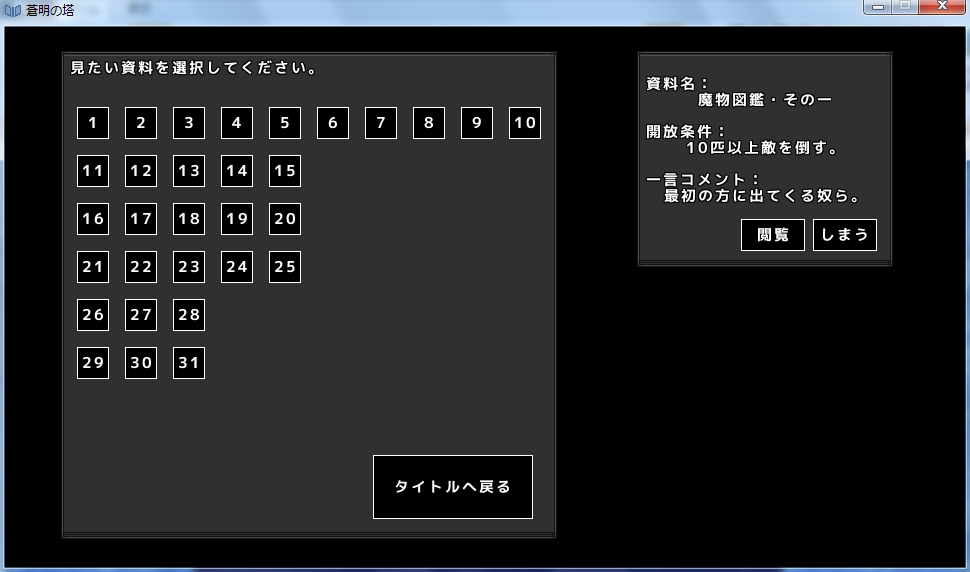 蒼明の塔
見たい資料を選択してください。
1 2 3 4 5 6 7 8 9 10
11 12 13 14 15
16 17 18 19 20
21 22 23 24 25
26 27 28
29 30 31
タイトルへ戻る
資料名：
魔物図鑑・その一
開放条件：
10匹以上敵を倒す。
一言コメント：
最初の方に出てくる奴ら。
閲覧 しまう